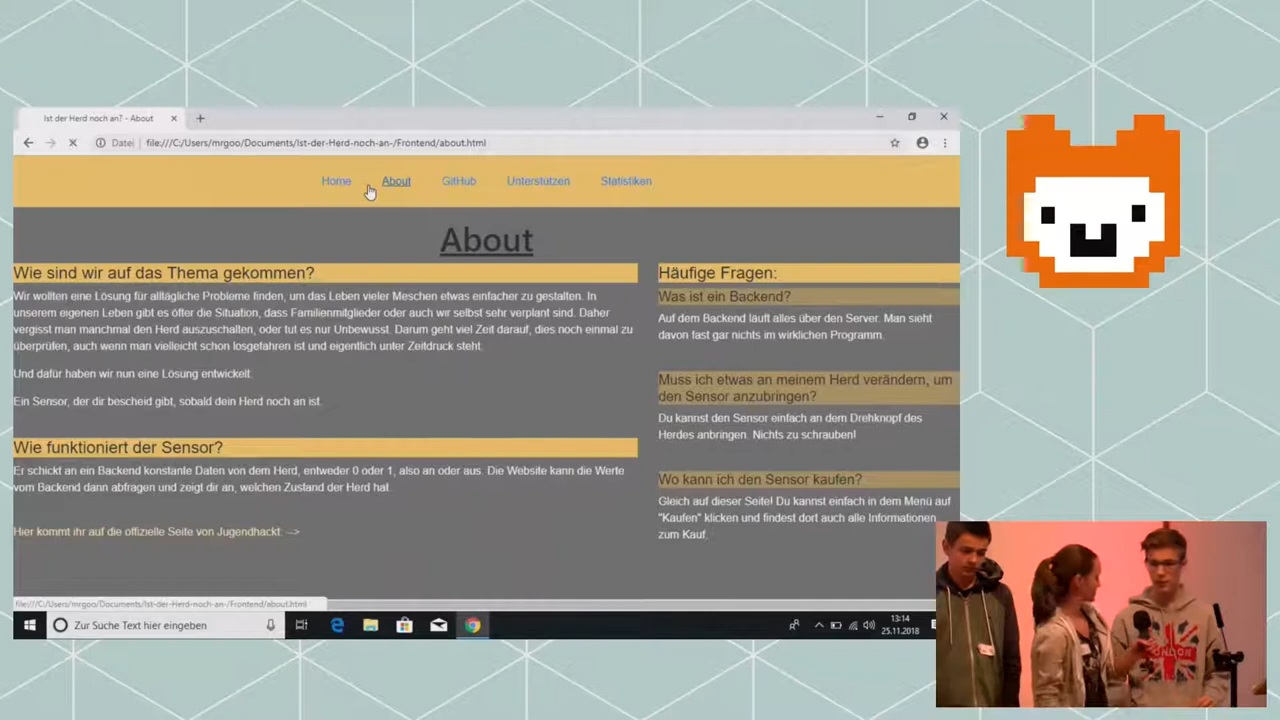 Ist der Herd noch an? - About
Datei
file:///C:/Users/mrgoo/Documents/Ist-der-Herd-noch-an-/Frontend/about.html
Home
About
GitHub
Unterstützen
Statistiken
About
Wie sind wir auf das Thema gekommen?
Wir wollten eine Lösung für alltägliche Probleme finden, um das Leben vieler Meschen etwas einfacher zu gestalten. In
unserem eigenen Leben gibt es öfter die Situation, dass Familienmitglieder oder auch wir selbst sehr verplant sind. Daher
vergisst man manchmal den Herd auszuschalten, oder tut es nur Unbewusst. Darum geht viel Zeit darauf, dies noch einmal zu
überprüfen, auch wenn man vielleicht schon losgefahren ist und eigentlich unter Zeitdruck steht.
Und dafür haben wir nun eine Lösung entwickelt.
Ein Sensor, der dir bescheid gibt, sobald dein Herd noch an ist.
Wie funktioniert der Sensor?
Er schickt an ein Backend konstante Daten von dem Herd, entweder 0 oder 1, also an oder aus. Die Website kann die Werte
vom Backend dann abfragen und zeigt dir an, welchen Zustand der Herd hat.
Hier kommt ihr auf die offizielle Seite von Jugendhackt: -->
Häufige Fragen:
Was ist ein Backend?
Auf dem Backend läuft alles über den Server. Man sieht
davon fast gar nichts im wirklichen Programm.
Muss ich etwas an meinem Herd verändern, um
den Sensor anzubringen?
Du kannst den Sensor einfach an dem Drehknopf des
Herdes anbringen. Nichts zu schrauben!
Wo kann ich den Sensor kaufen?
Gleich auf dieser Seite! Du kannst einfach in dem Menü auf
"Kaufen" klicken und findest dort auch alle Informationen
zum Kauf.
file:///C:/Users/mrgoo/Documents/Ist-der-Herd-noch-an-/Frontend/about.html
Zur Suche Text hier eingeben
13:14
25.11.2018
LONDON